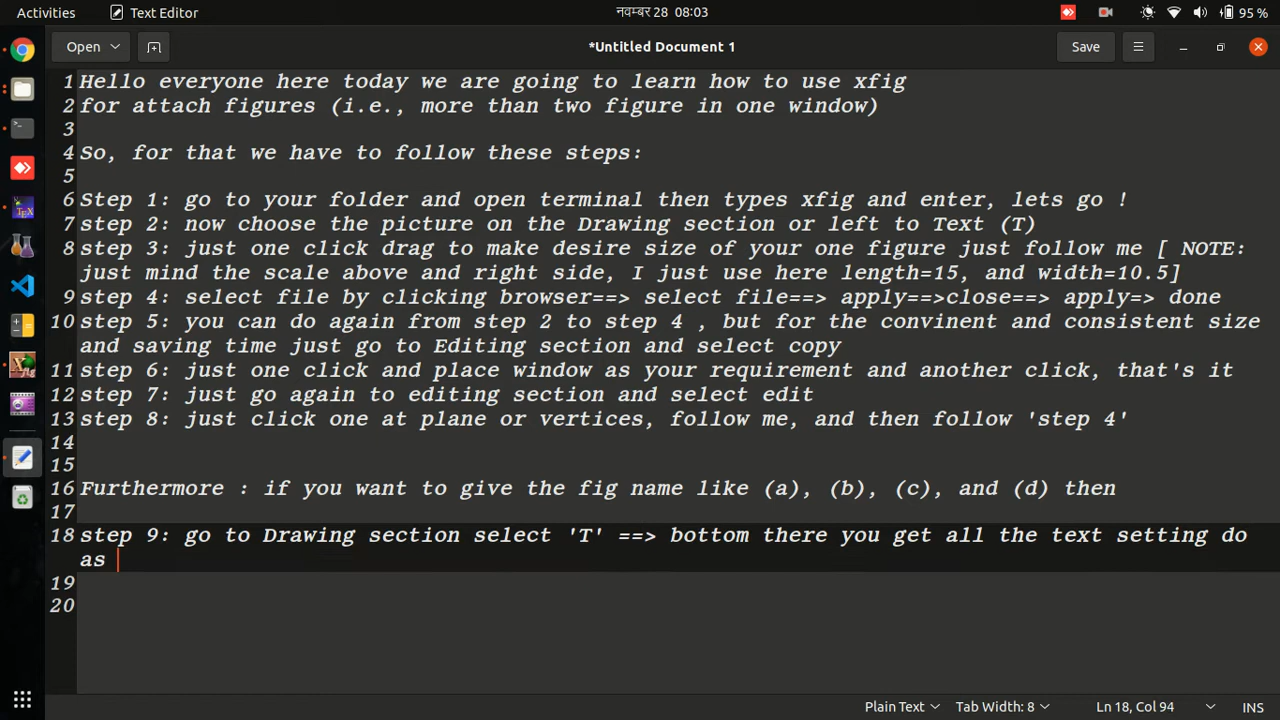 Activities
Text Editor
नवम्बर 28 08:03
95 %
Open
*Untitled Document 1
Save
1 Hello everyone here today we are going to learn how to use xfig
2 for attach figures (i.e., more than two figure in one window)
3
4 So, for that we have to follow these steps:
5
6 Step 1: go to your folder and open terminal then types xfig and enter, lets go !
7 step 2: now choose the picture on the Drawing section or left to Text (T)
8 step 3: just one click drag to make desire size of your one figure just follow me [ NOTE:
just mind the scale above and right side, I just use here length=15, and width=10.5]
9 step 4: select file by clicking browser==> select file==> apply==>close==> apply=> done
10 step 5: you can do again from step 2 to step 4 , but for the convinent and consistent size
and saving time just go to Editing section and select copy
11 step 6: just one click and place window as your requirement and another click, that's it
12 step 7: just go again to editing section and select edit
13 step 8: just click one at plane or vertices, follow me, and then follow 'step 4'
14
15
16 Furthermore : if you want to give the fig name like (a), (b), (c), and (d) then
17
18 step 9: go to Drawing section select 'T' ==> bottom there you get all the text setting do
as
19
20
Plain Text
Tab Width: 8
Ln 18, Col 94
INS